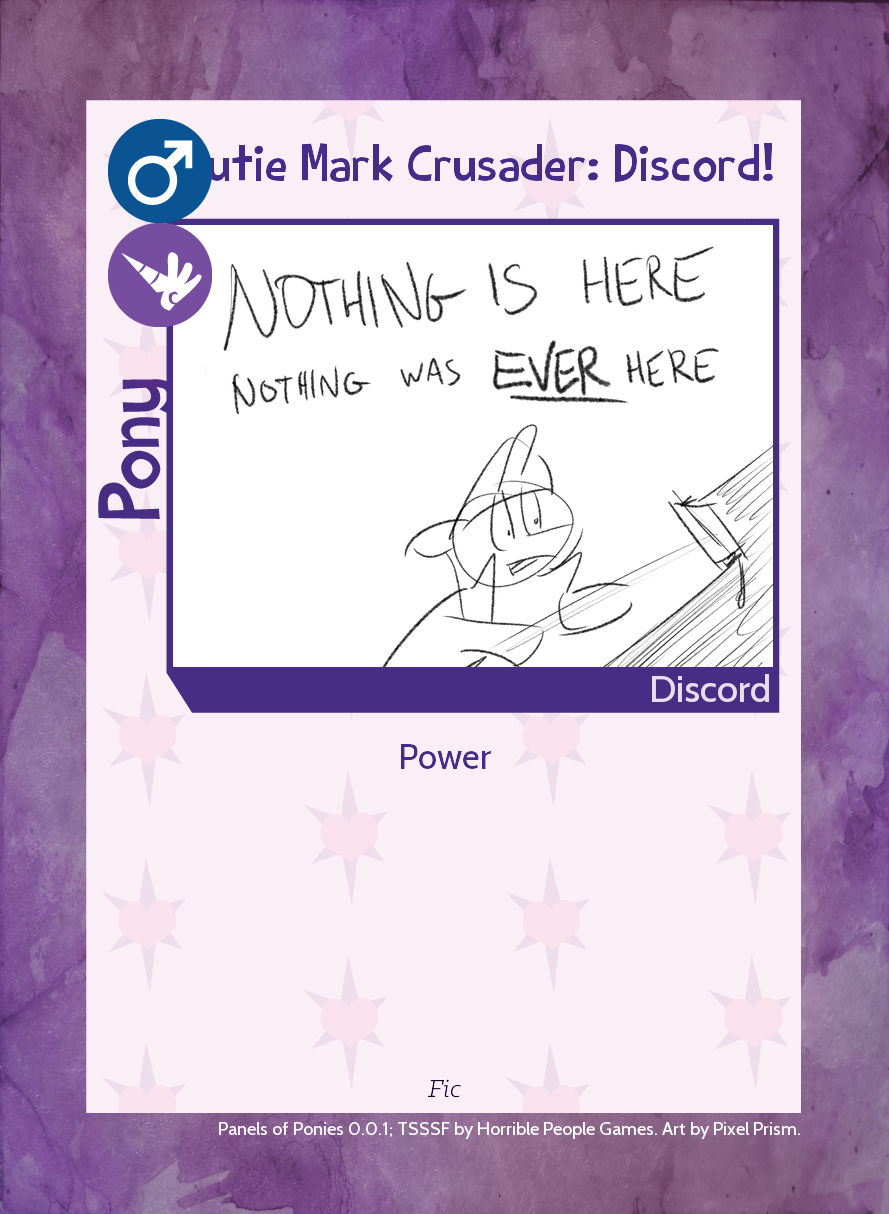 utie Mark Crusader: Discord!
NOTHING IS HERE
NOTHING WAS EVER HERE
Pony
Discord
Power
Fic
Panels of Ponies 0.0.1; TSSSF by Horrible People Games. Art by Pixel Prism.